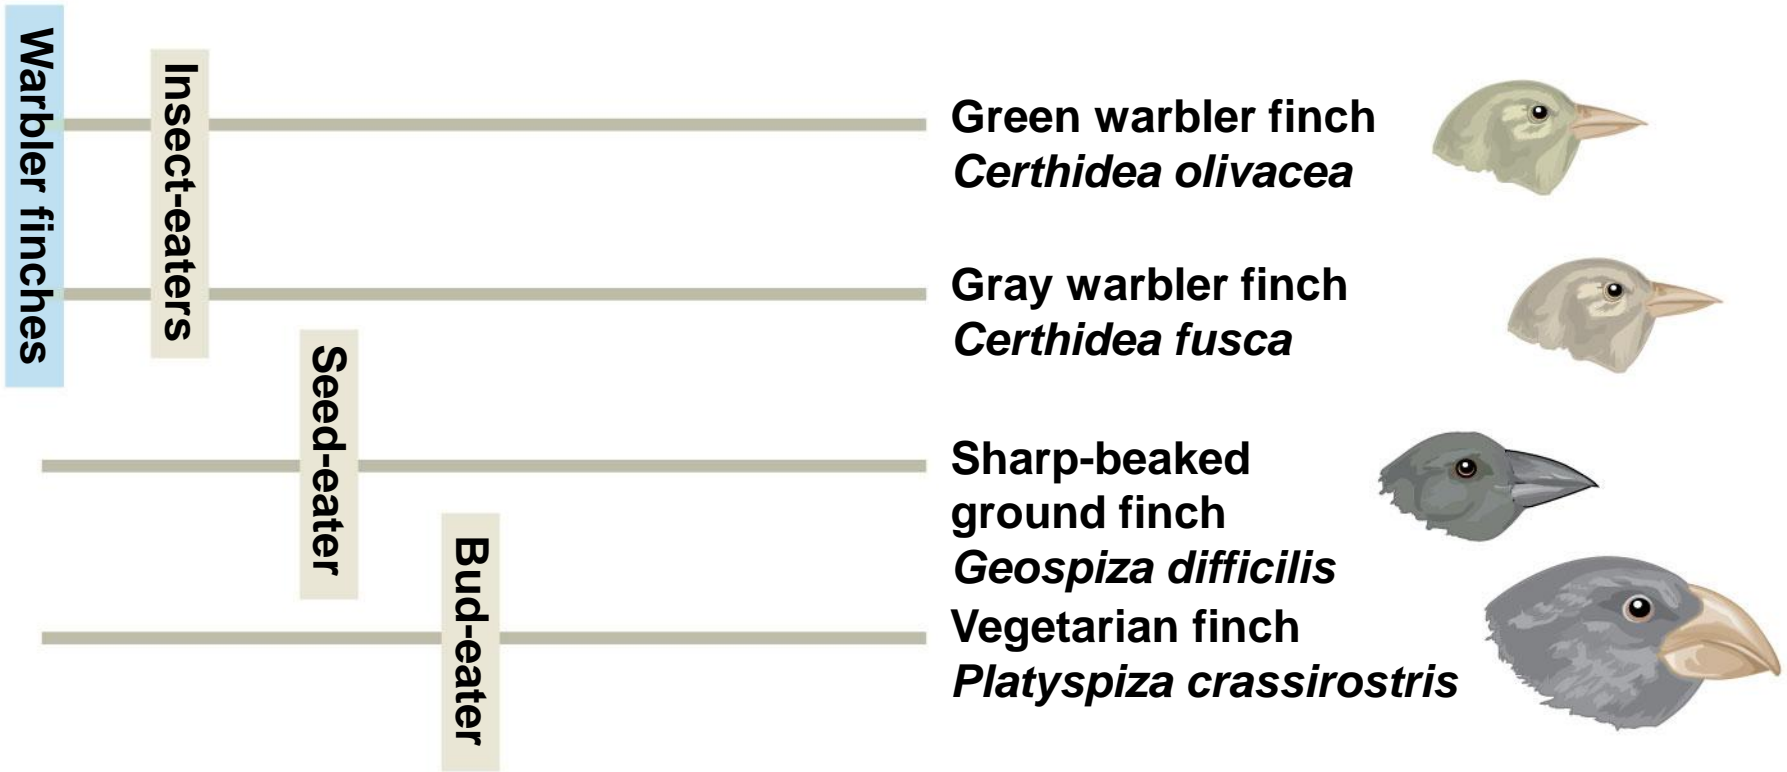 Warbler finches
Insect-eaters
Seed-eater
Bud-eater
Green warbler finch
Certhidea olivacea
Gray warbler finch
Certhidea fusca
Sharp-beaked
ground finch
Geospiza difficilis
Vegetarian finch
Platyspiza crassirostris